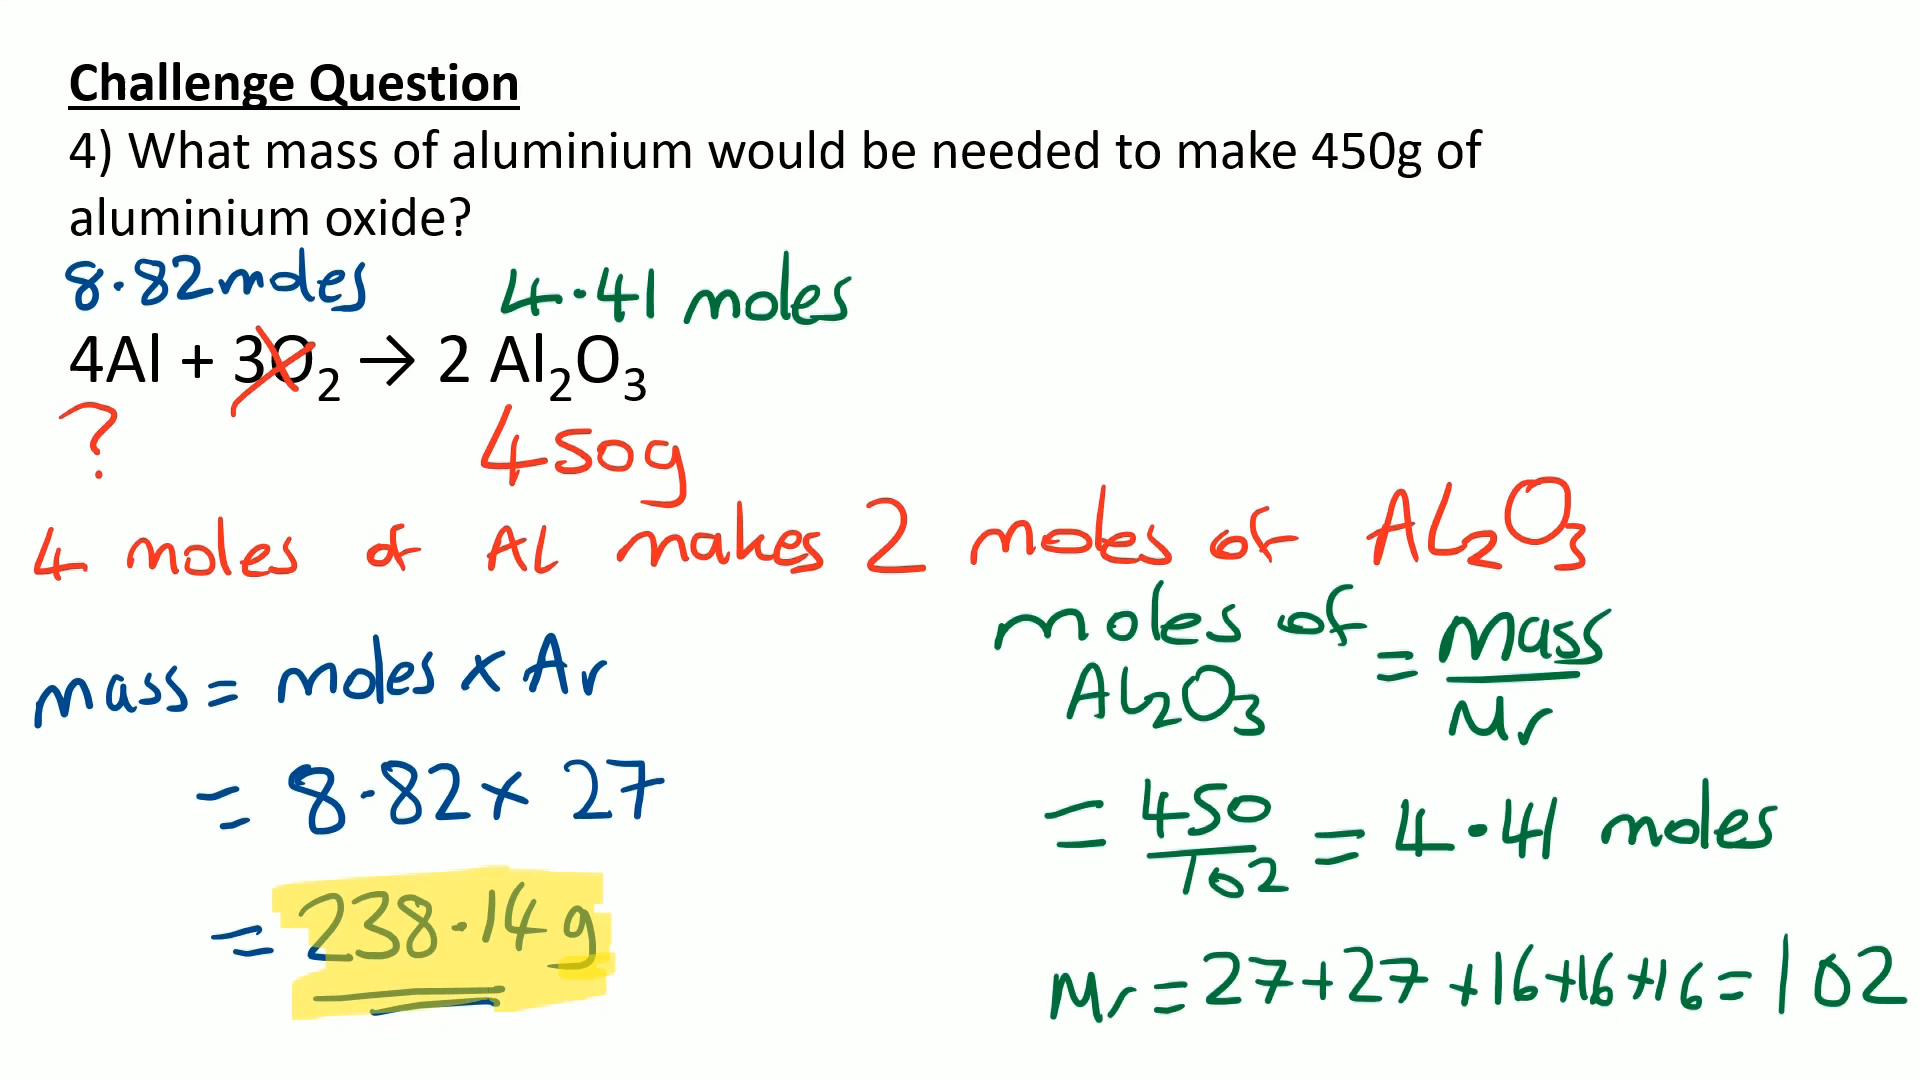 Challenge Question
4) What mass of aluminium would be needed to make 450g of
aluminium oxide?
8.82 moles 4.41 moles
4Al + 3O₂ → 2 Al₂O₃
? 450g
4 moles of Al makes 2 moles of Al₂O₃
mass = moles x Ar
= 8.82 x 27
= 238.14g
moles of Al₂O₃ = mass / Mr
= 450 / 102 = 4.41 moles
Mr = 27+27+16+16+16 = 102